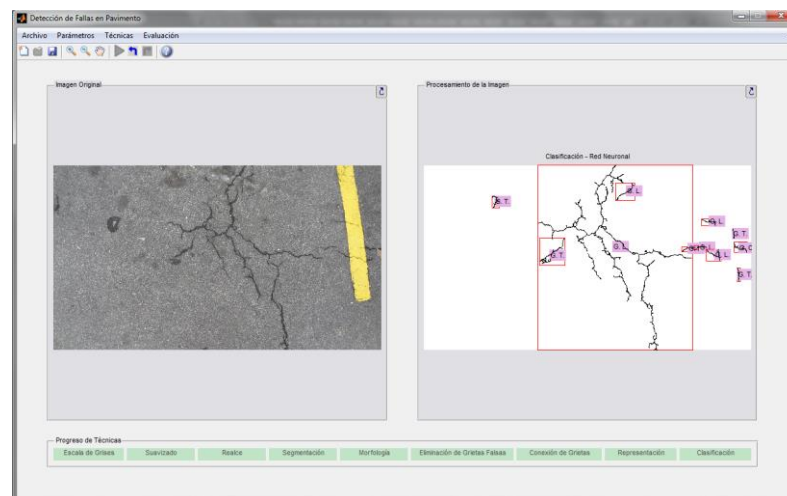 Detección de Fallas en Pavimento
Archivo Parámetros Técnicas Evaluación
Imagen Original
Procesamiento de la Imagen
Clasificación - Red Neuronal
G. L.
G. T.
G. L.
G. T.
G. L.
G. T.
G. L.
G. T.
Progreso de Técnicas
Escala de Grises Suavizado Realce Segmentación Morfología Eliminación de Grietas Falsas Conexión de Grietas Representación Clasificación